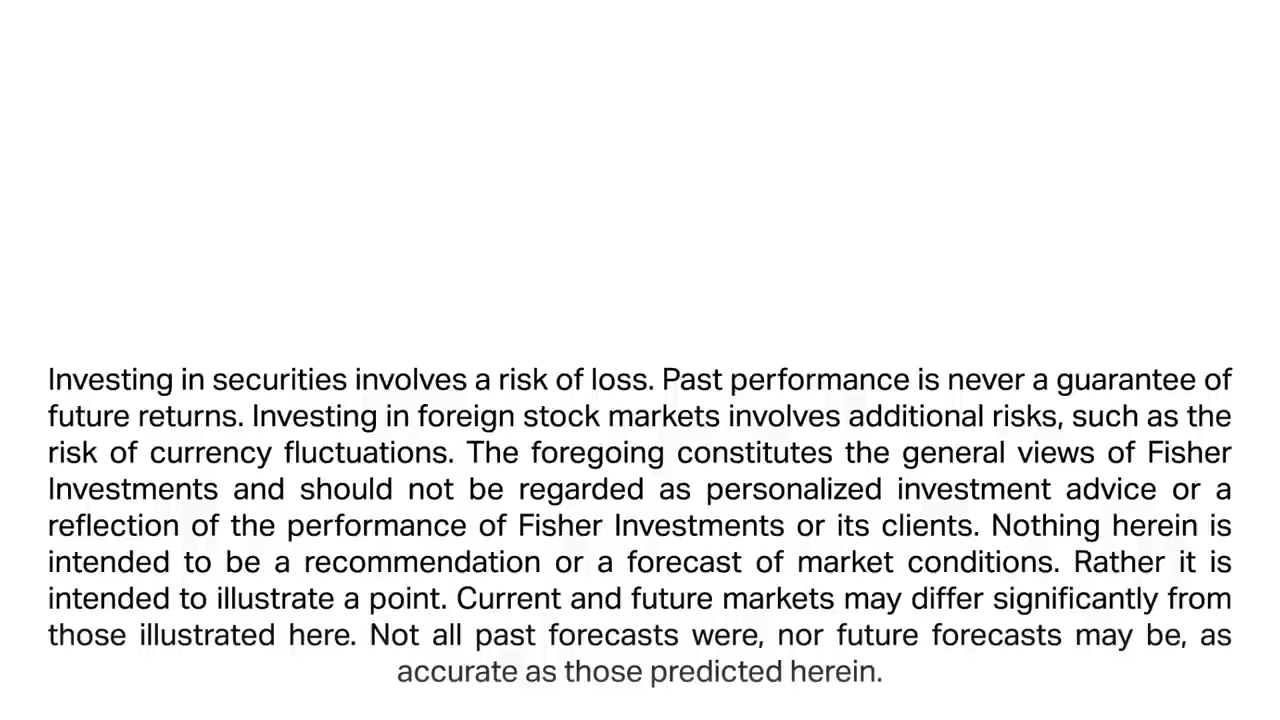 Investing in securities involves a risk of loss. Past performance is never a guarantee of
future returns. Investing in foreign stock markets involves additional risks, such as the
risk of currency fluctuations. The foregoing constitutes the general views of Fisher
Investments and should not be regarded as personalized investment advice or a
reflection of the performance of Fisher Investments or its clients. Nothing herein is
intended to be a recommendation or a forecast of market conditions. Rather it is
intended to illustrate a point. Current and future markets may differ significantly from
those illustrated here. Not all past forecasts were, nor future forecasts may be, as
accurate as those predicted herein.